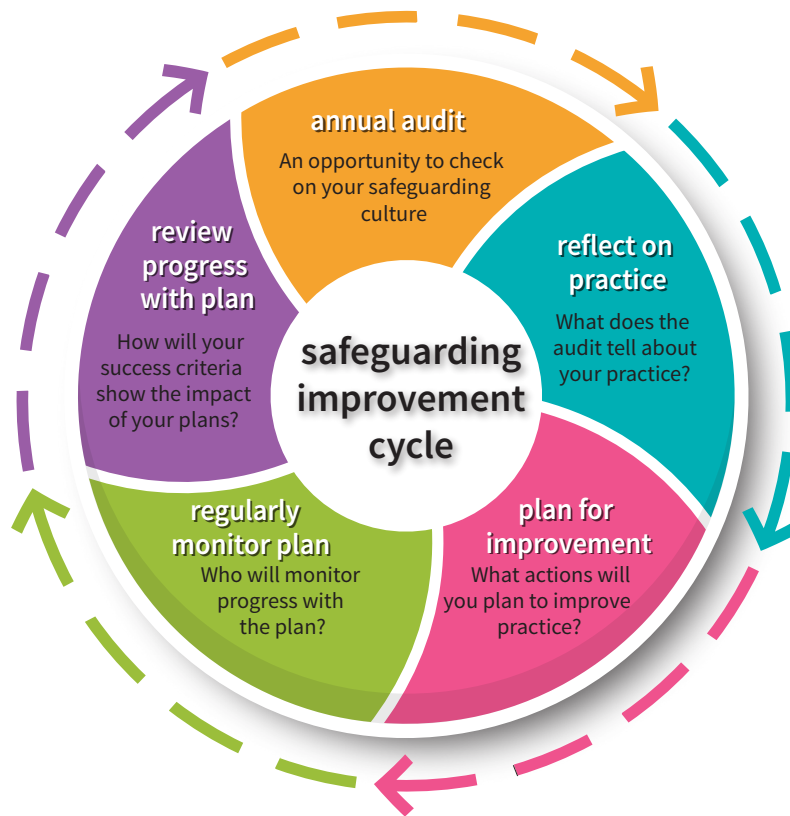 annual audit
An opportunity to check
on your safeguarding
culture
reflect on
practice
What does the
audit tell about
your practice?
plan for
improvement
What actions will
you plan to improve
practice?
regularly
monitor plan
Who will monitor
progress with
the plan?
review
progress
with plan
How will your
success criteria
show the impact
of your plans?
safeguarding
improvement
cycle